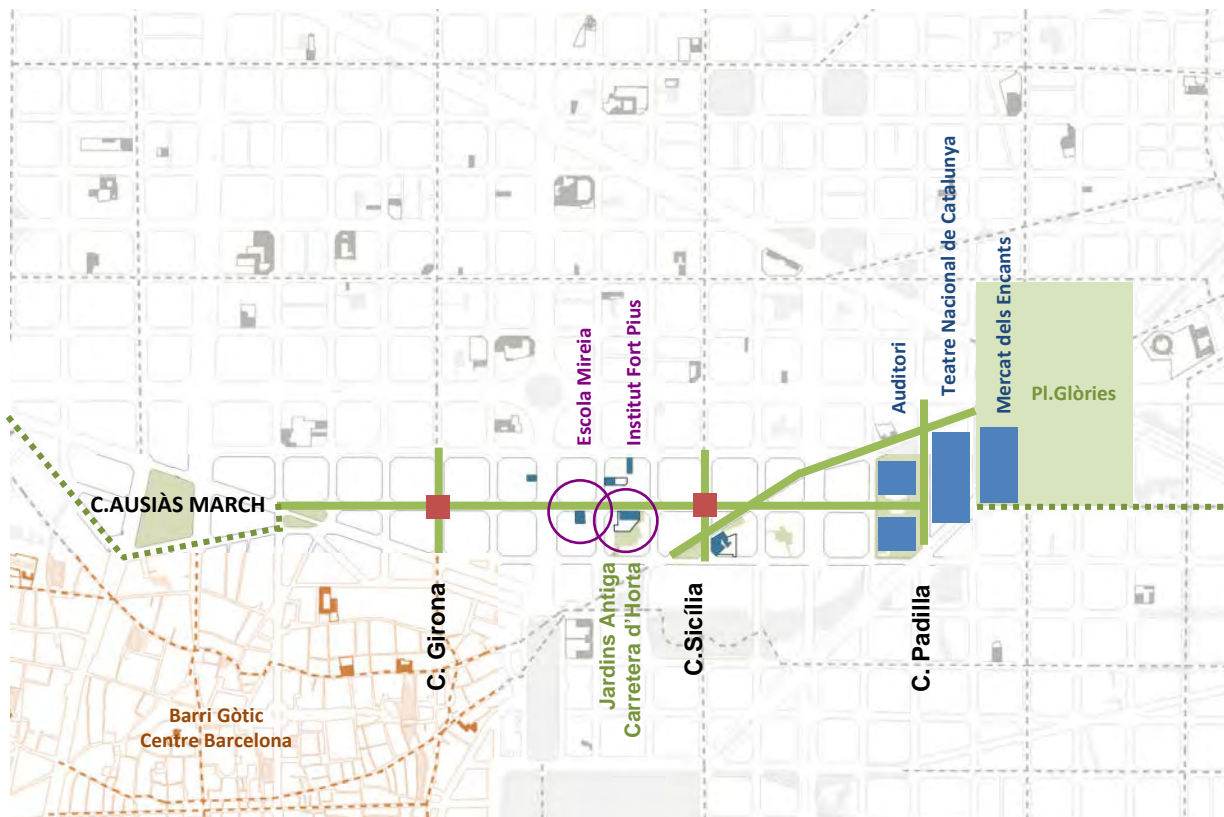 Escola Mireia
Institut Fort Pius
Auditori
Teatre Nacional de Catalunya
Mercat dels Encants
Pl.Glòries
C.AUSIÀS MARCH
C. Girona
Jardins Antiga
Carretera d'Horta
C.Sicília
C. Padilla
Barri Gòtic
Centre Barcelona